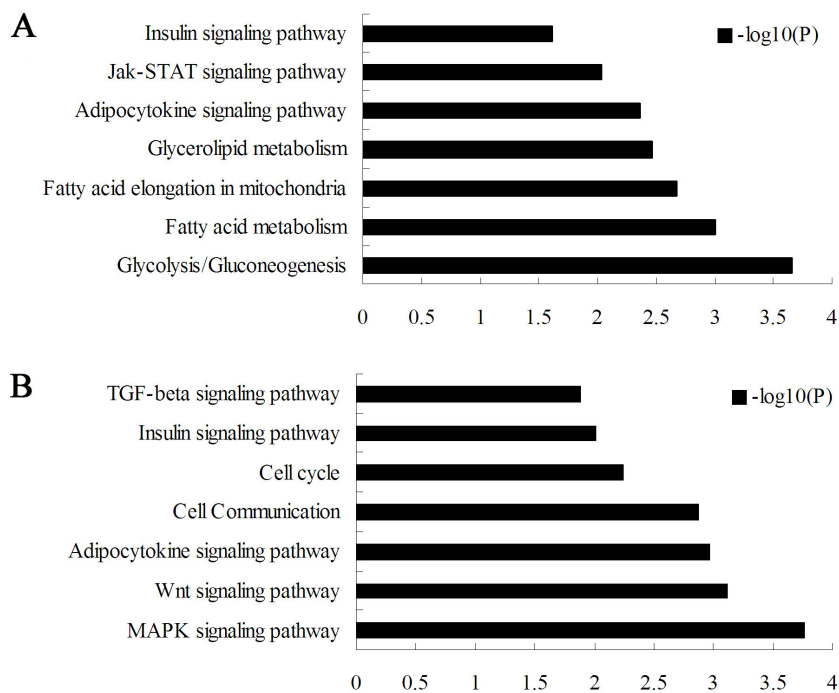 A
-log10(P)
Insulin signaling pathway
Jak-STAT signaling pathway
Adipocytokine signaling pathway
Glycerolipid metabolism
Fatty acid elongation in mitochondria
Fatty acid metabolism
Glycolysis/Gluconeogenesis
0 0.5 1 1.5 2 2.5 3 3.5 4
B
-log10(P)
TGF-beta signaling pathway
Insulin signaling pathway
Cell cycle
Cell Communication
Adipocytokine signaling pathway
Wnt signaling pathway
MAPK signaling pathway
0 0.5 1 1.5 2 2.5 3 3.5 4